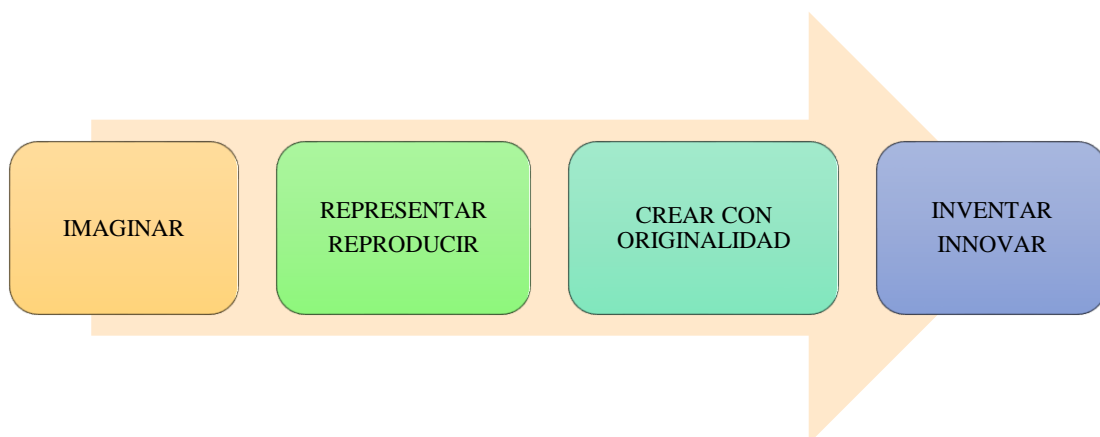 IMAGINAR
REPRESENTAR
REPRODUCIR
CREAR CON
ORIGINALIDAD
INVENTAR
INNOVAR